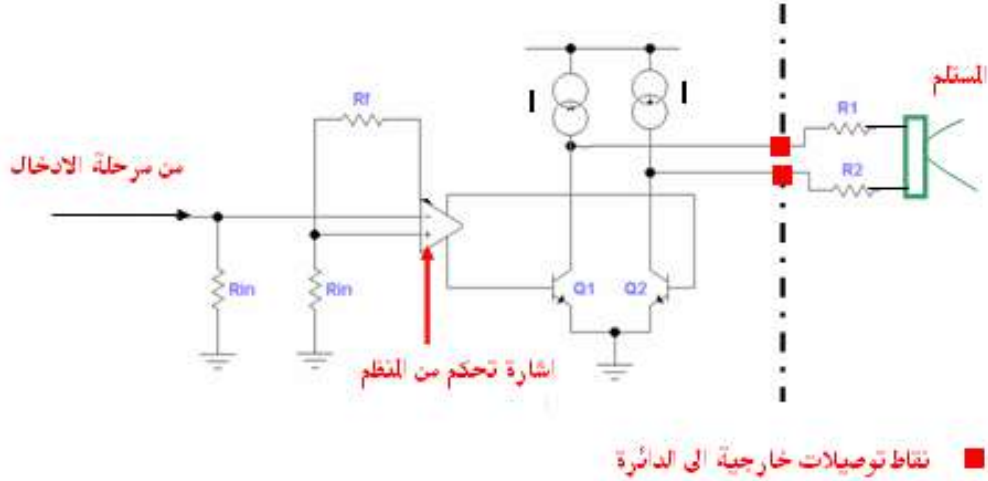 المستلم
R1
R2
I
I
Rf
من مرحلة الادخال
-
+
Rin
Rin
Q1
Q2
اشارة تحكم من المنظم
نقاط توصيلات خارجية الى الدائرة